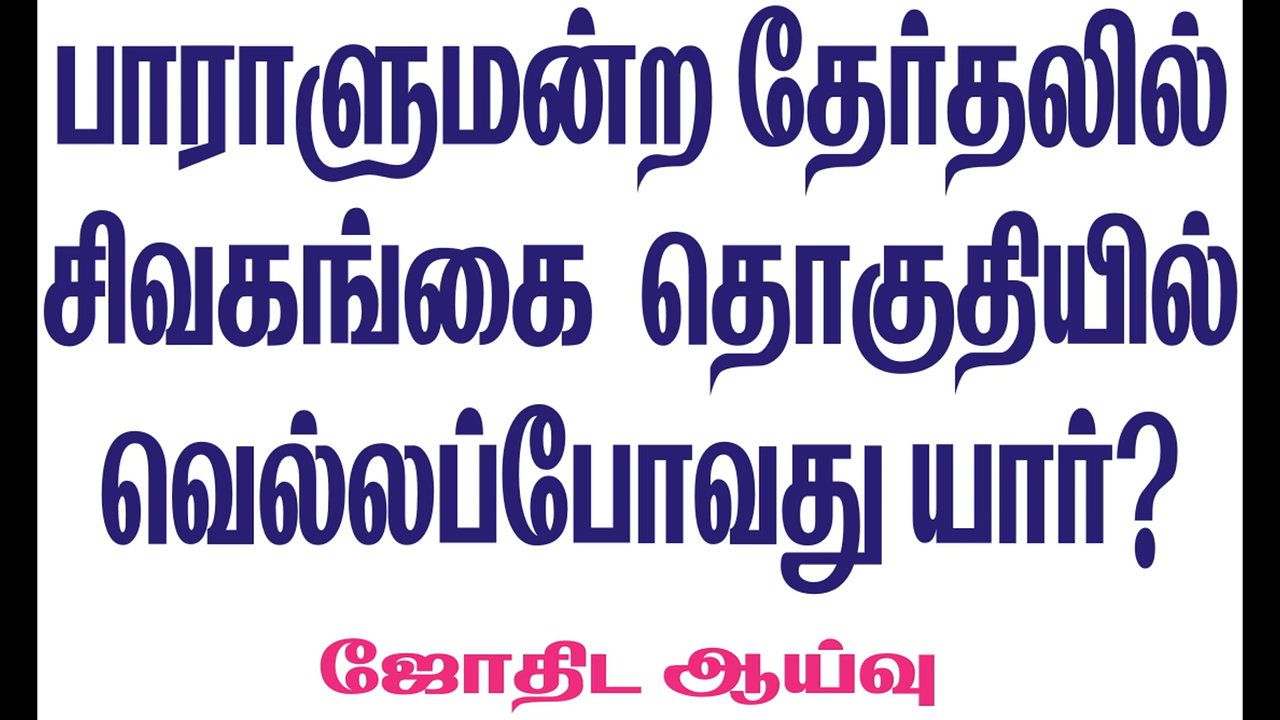 பாராளுமன்ற தேர்தலில்
சிவகங்கை தொகுதியில்
வெல்லப்போவது யார்?
ஜோதிட ஆய்வு